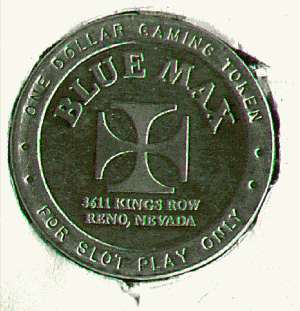 ONE DOLLAR GAMING TOKEN
BLUE MAX
3611 KINGS ROW
RENO, NEVADA
FOR SLOT PLAY ONLY